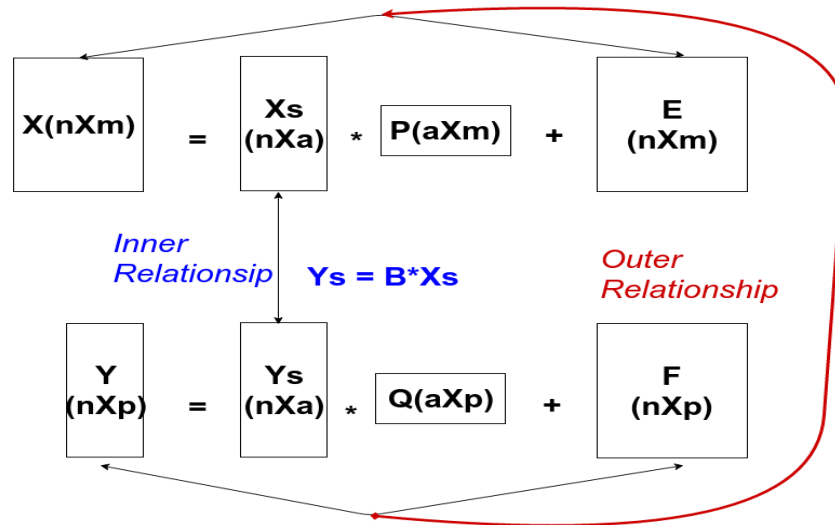 X(nXm) = Xs (nXa) * P(aXm) + E (nXm)
Inner Relationsip
Ys = B*Xs
Outer Relationship
Y (nXp) = Ys (nXa) * Q(aXp) + F (nXp)